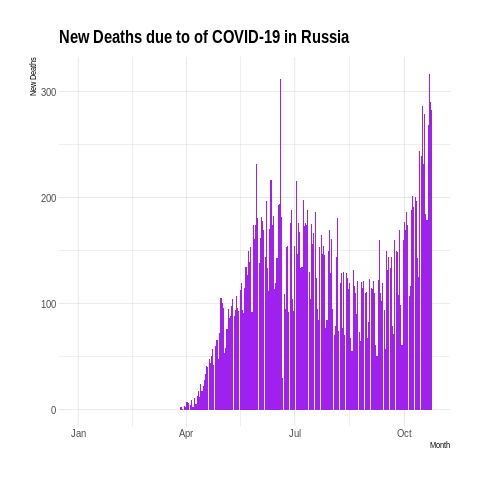 New Deaths due to of COVID-19 in Russia
New Deaths
300
200
100
0
Jan
Apr
Jul
Oct
Month